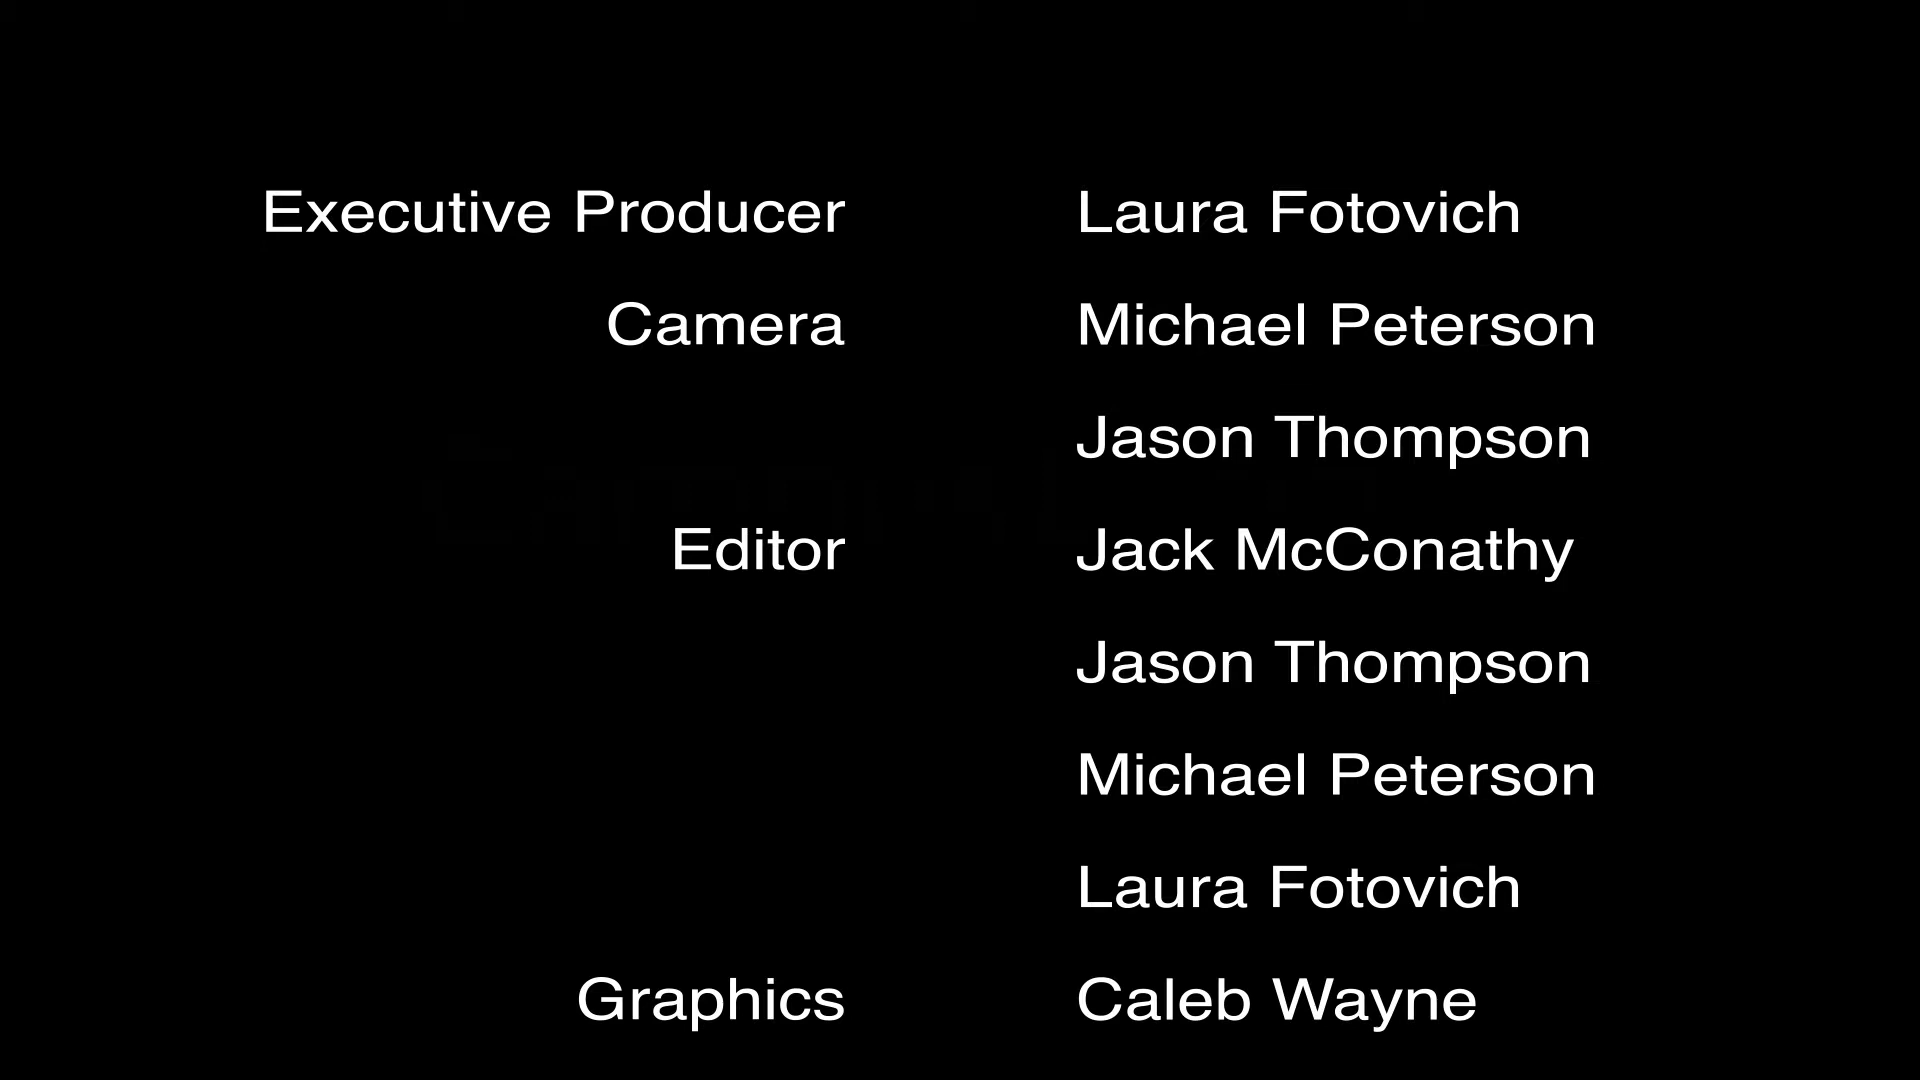 Executive Producer Laura Fotovich
Camera Michael Peterson
Jason Thompson
Editor Jack McConathy
Jason Thompson
Michael Peterson
Laura Fotovich
Graphics Caleb Wayne